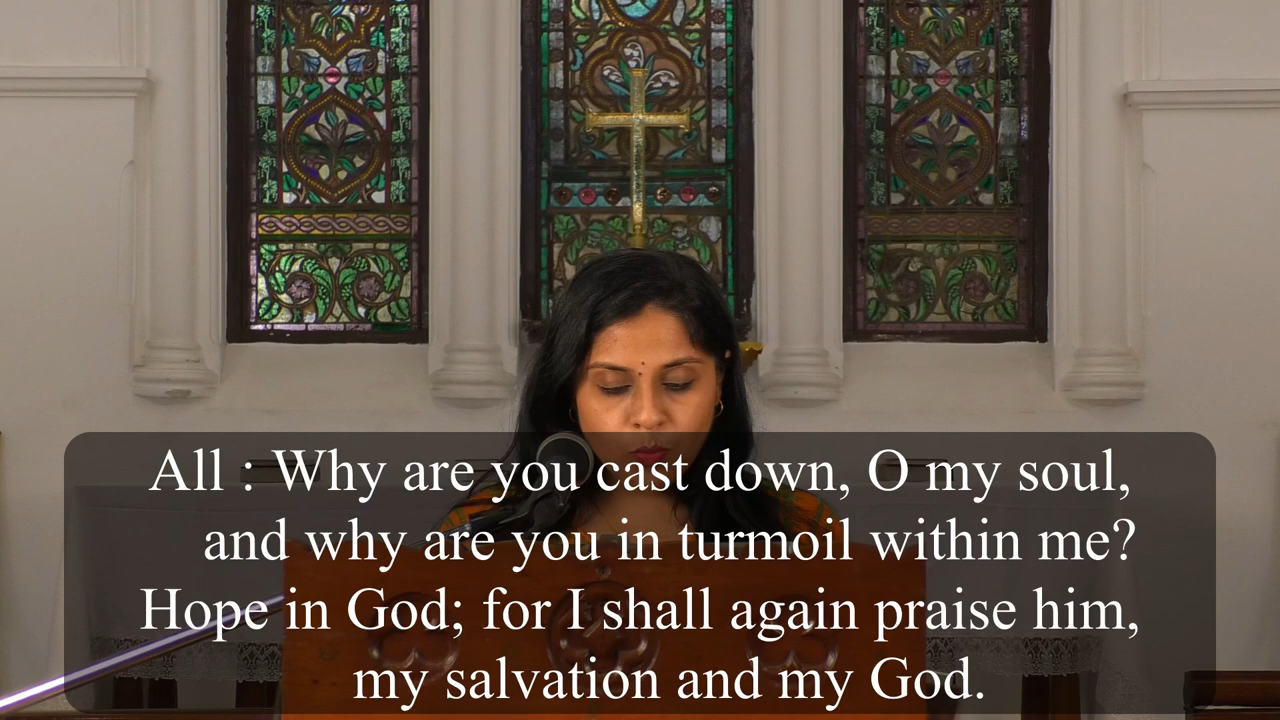 All : Why are you cast down, O my soul,
and why are you in turmoil within me?
Hope in God; for I shall again praise him,
my salvation and my God.